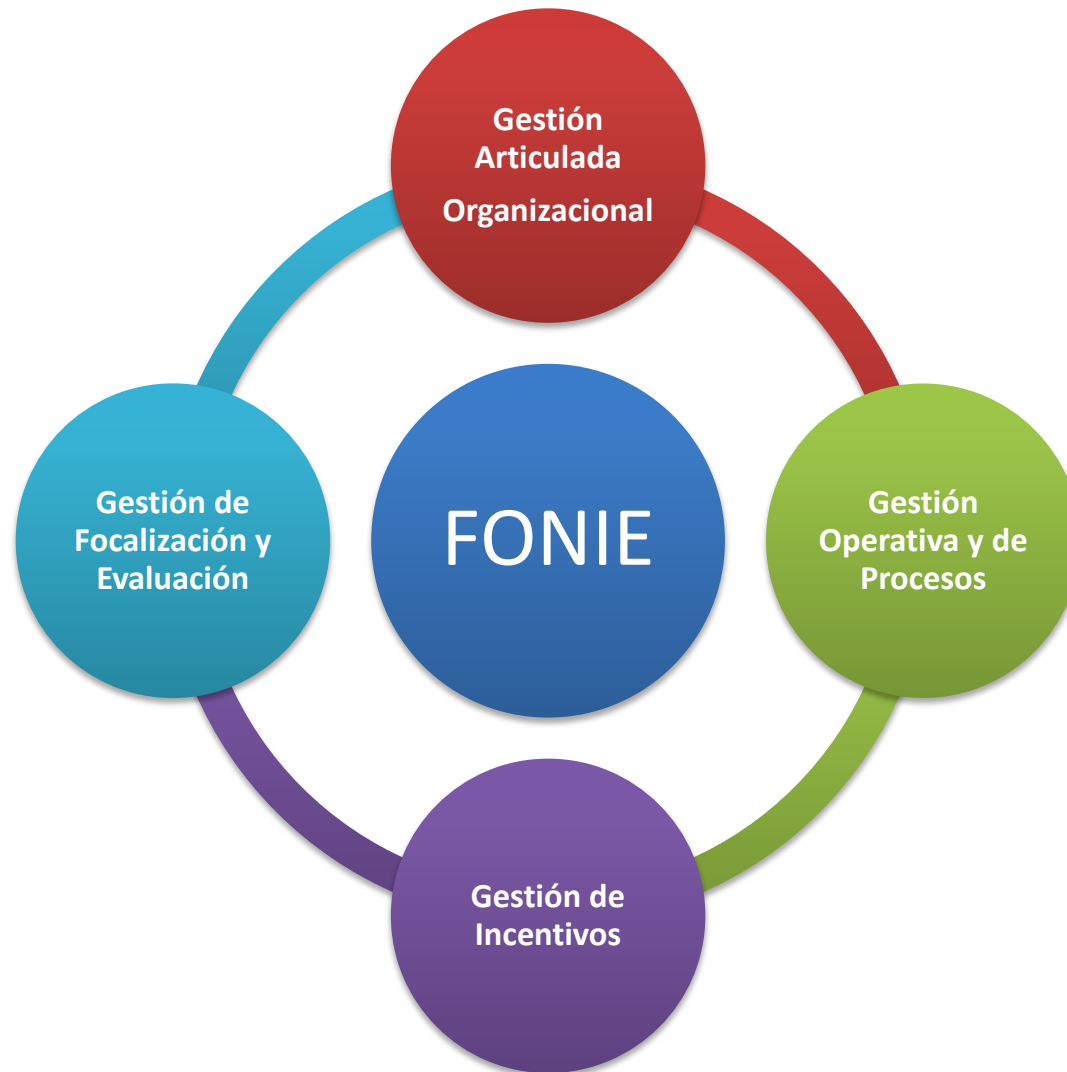 Gestión
Articulada
Organizacional
Gestión de
Focalización y
Evaluación
FONIE
Gestión
Operativa y de
Procesos
Gestión de
Incentivos